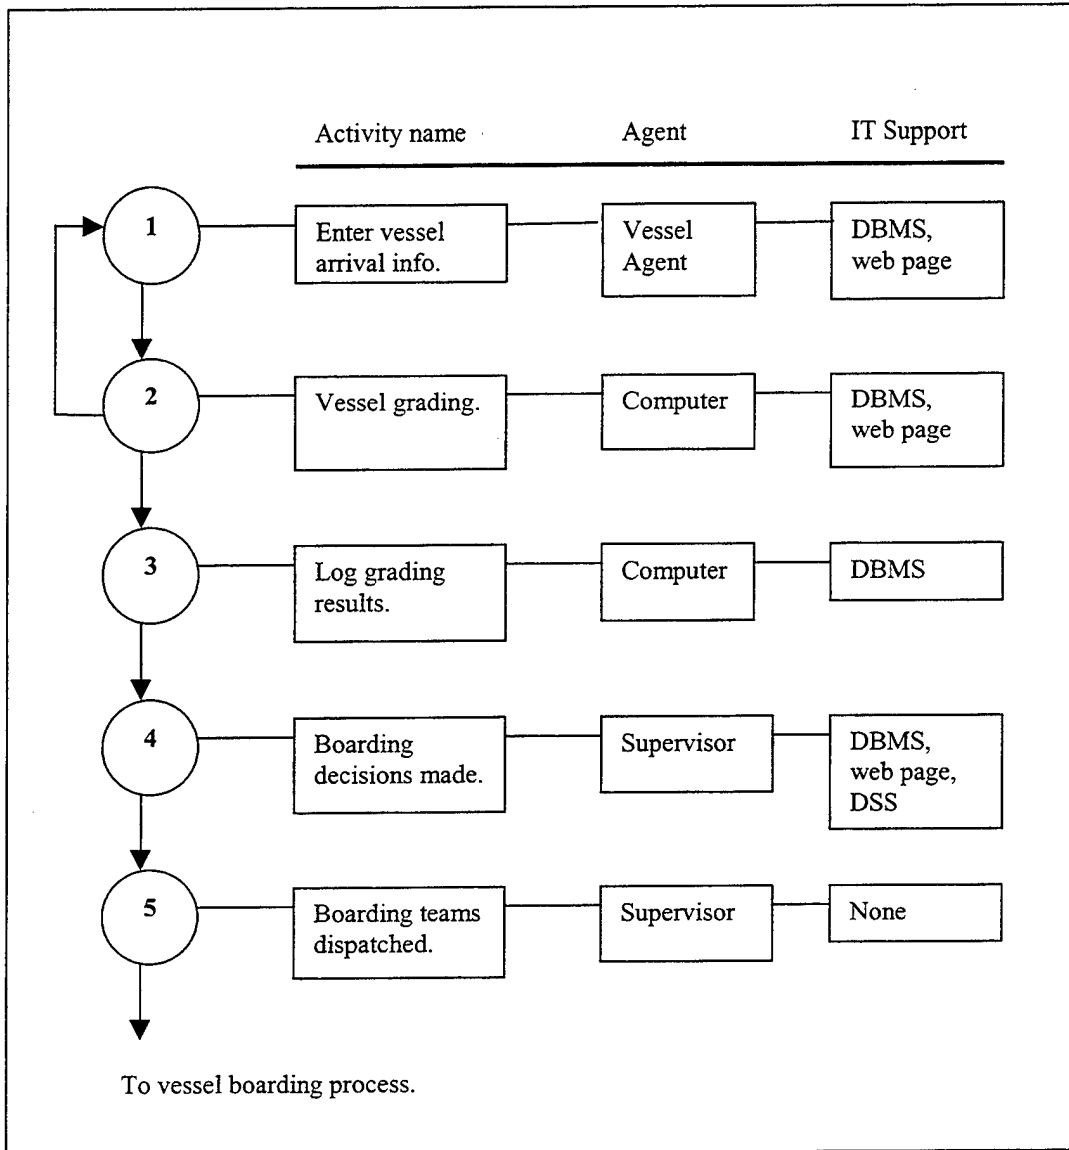 Activity name Agent IT Support
1 Enter vessel Vessel DBMS,
arrival info. Agent web page
2 Vessel grading. Computer DBMS,
web page
3 Log grading Computer DBMS
results.
4 Boarding Supervisor DBMS,
decisions made. web page,
DSS
5 Boarding teams Supervisor None
dispatched.
To vessel boarding process.